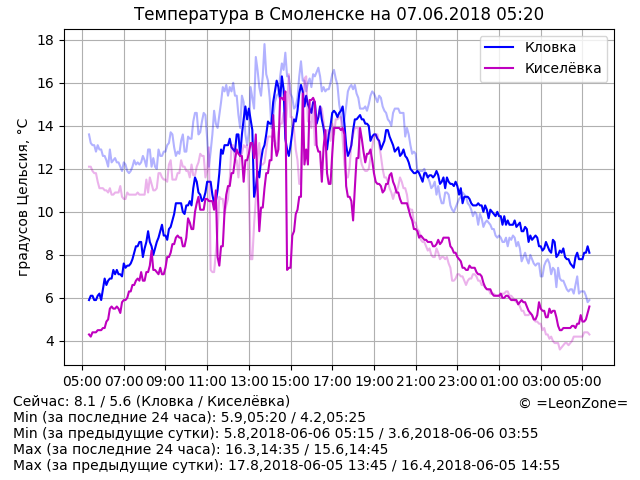 Температура в Смоленске на 07.06.2018 05:20
градусов Цельсия, °C
18
16
14
12
10
8
6
4
Кловка
Киселёвка
05:00 07:00 09:00 11:00 13:00 15:00 17:00 19:00 21:00 23:00 01:00 03:00 05:00
Сейчас: 8.1 / 5.6 (Кловка / Киселёвка)
© =LeonZone=
Min (за последние 24 часа): 5.9,05:20 / 4.2,05:25
Min (за предыдущие сутки): 5.8,2018-06-06 05:15 / 3.6,2018-06-06 03:55
Max (за последние 24 часа): 16.3,14:35 / 15.6,14:45
Max (за предыдущие сутки): 17.8,2018-06-05 13:45 / 16.4,2018-06-05 14:55